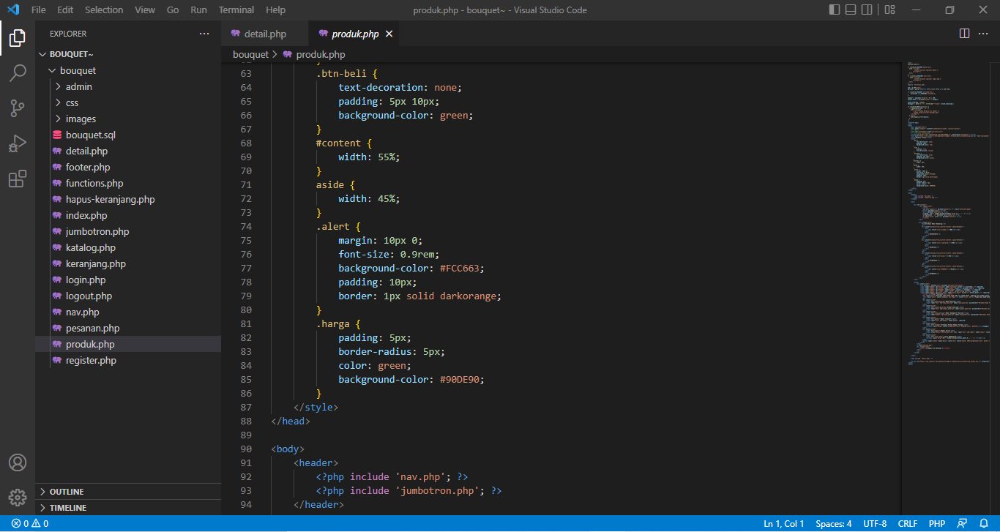 File Edit Selection View Go Run Terminal Help produk.php - bouquet~ - Visual Studio Code
EXPLORER
BOUQUET~
bouquet
admin
css
images
bouquet.sql
detail.php
footer.php
functions.php
hapus-keranjang.php
index.php
jumbotron.php
katalog.php
keranjang.php
login.php
logout.php
nav.php
pesanan.php
produk.php
register.php
OUTLINE
TIMELINE
detail.php produk.php
bouquet > produk.php
63 .btn-beli {
64 text-decoration: none;
65 padding: 5px 10px;
66 background-color: green;
67 }
68 #content {
69 width: 55%;
70 }
71 aside {
72 width: 45%;
73 }
74 .alert {
75 margin: 10px 0;
76 font-size: 0.9rem;
77 background-color: #FCC663;
78 padding: 10px;
79 border: 1px solid darkorange;
80 }
81 .harga {
82 padding: 5px;
83 border-radius: 5px;
84 color: green;
85 background-color: #90DE90;
86 }
87 </style>
88 </head>
89
90 <body>
91 <header>
92 <?php include 'nav.php'; ?>
93 <?php include 'jumbotron.php'; ?>
94 </header>
0 0 Ln 1, Col 1 Spaces: 4 UTF-8 CRLF PHP